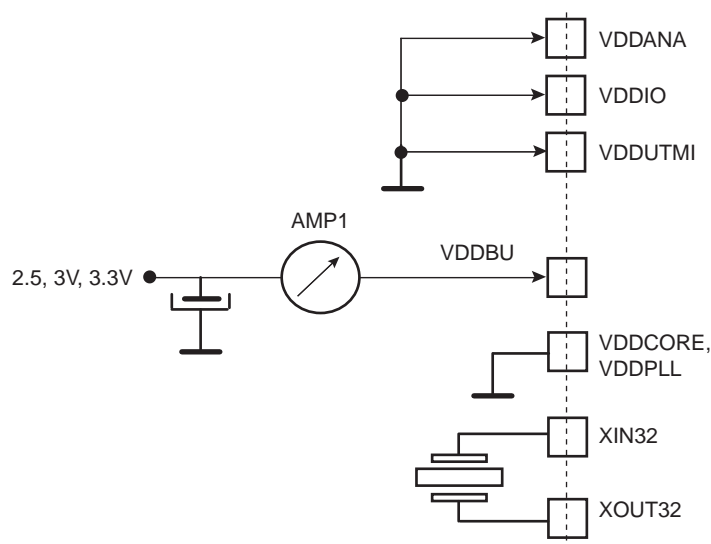 VDDANA
VDDIO
VDDUTMI
AMP1
VDDBU
2.5, 3V, 3.3V
VDDCORE,
VDDPLL
XIN32
XOUT32